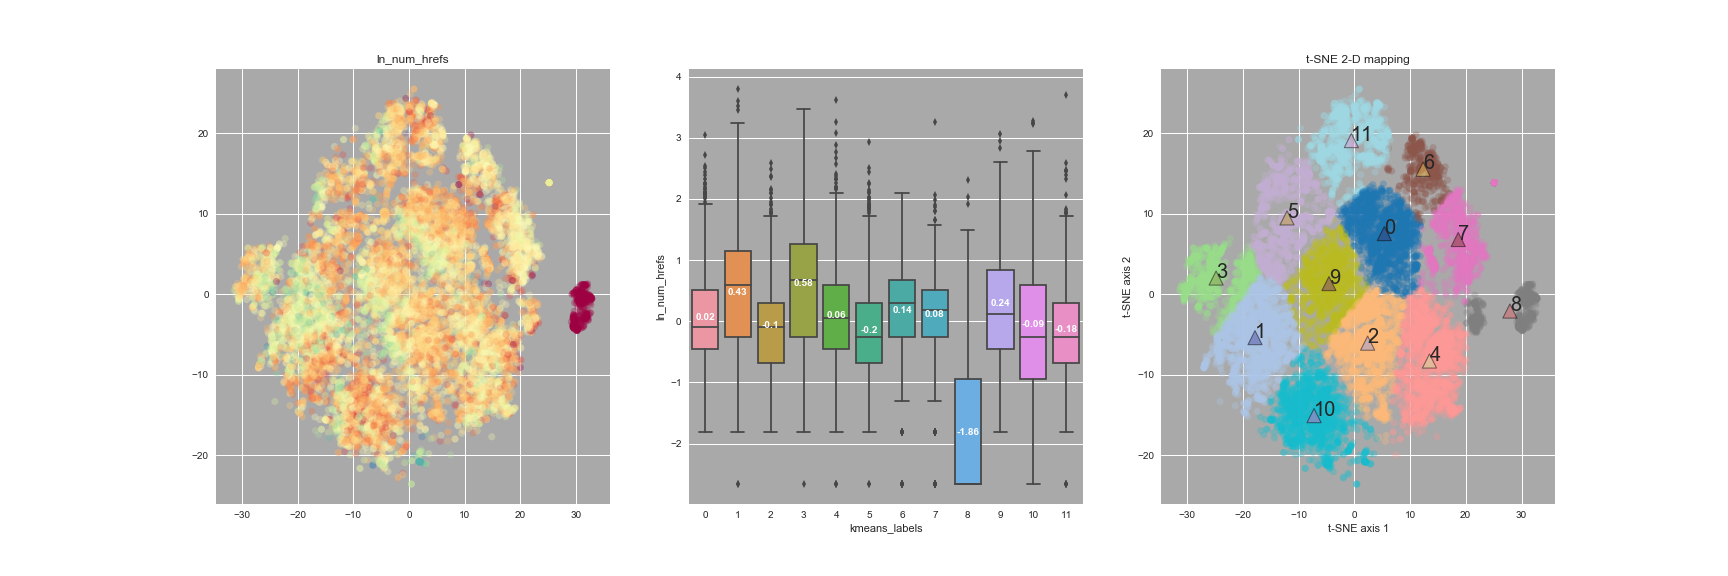 ln_num_hrefs
20
10
0
−10
−20
−30 −20 −10 0 10 20 30
ln_num_hrefs
4
3
2
1
0
−1
−2
0.02 0.43 -0.1 0.58 0.06 -0.2 0.14 0.08 -1.86 0.24 -0.09 -0.18
0 1 2 3 4 5 6 7 8 9 10 11
kmeans_labels
t-SNE 2-D mapping
t-SNE axis 2
20
10
0
−10
−20
11
6
5
0
7
3
9
8
1
2
4
10
−30 −20 −10 0 10 20 30
t-SNE axis 1